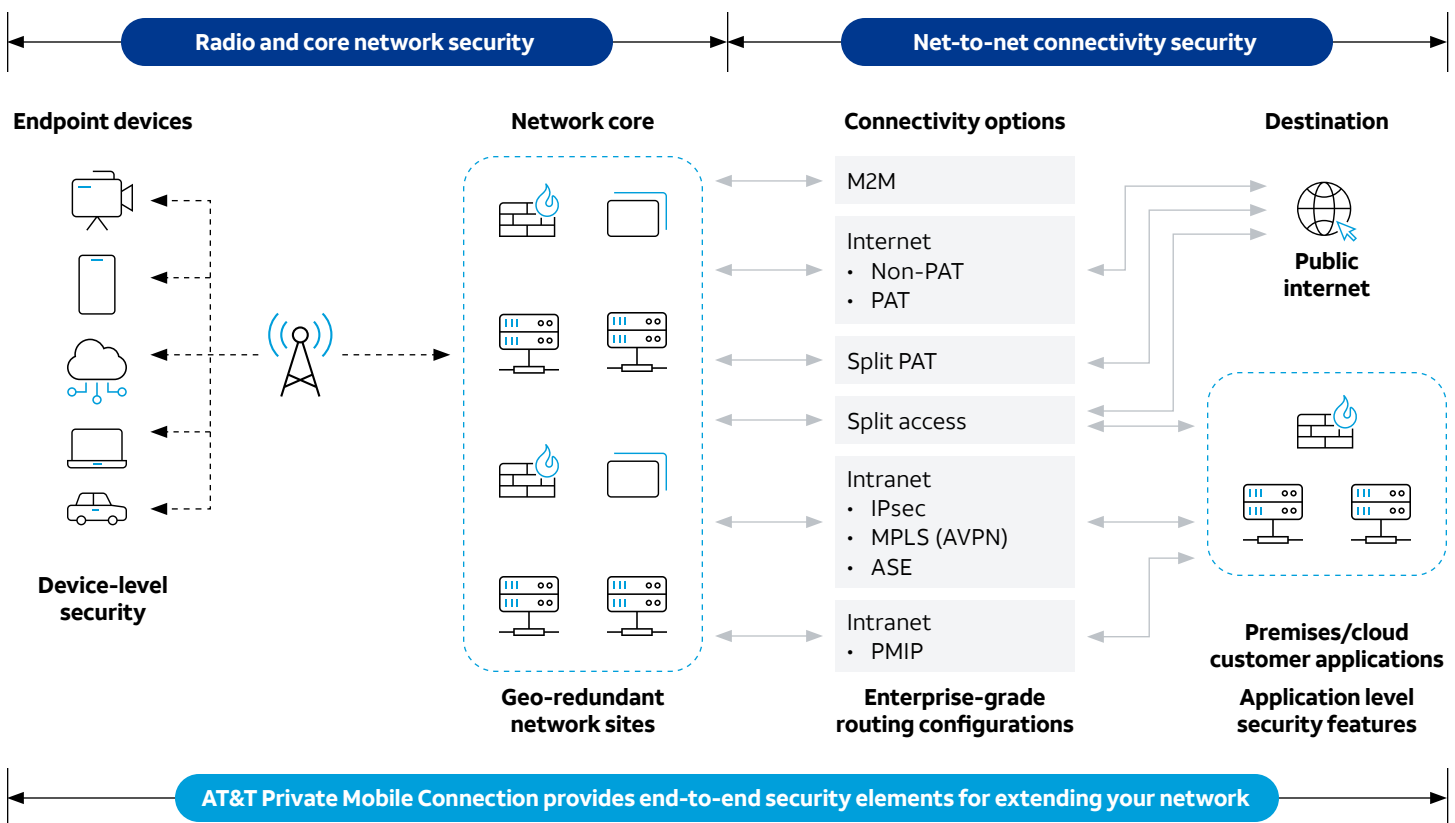 Radio and core network security
Net-to-net connectivity security
Endpoint devices
Network core
Connectivity options
Destination
M2M
Internet
• Non-PAT
• PAT
Split PAT
Split access
Intranet
• IPsec
• MPLS (AVPN)
• ASE
Intranet
• PMIP
Public
internet
Device-level
security
Geo-redundant
network sites
Enterprise-grade
routing configurations
Premises/cloud
customer applications
Application level
security features
AT&T Private Mobile Connection provides end-to-end security elements for extending your network